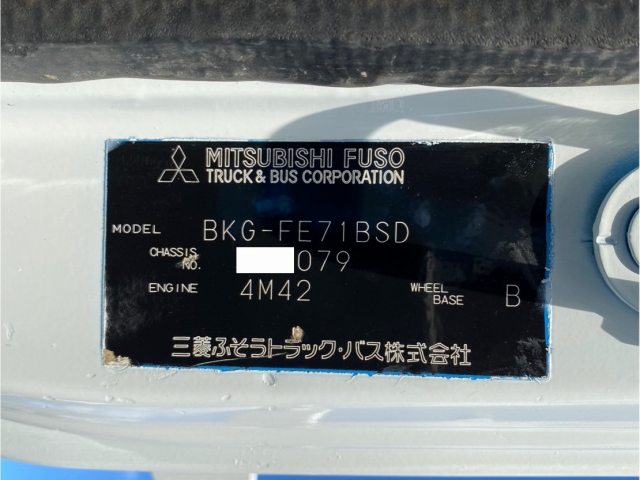 MITSUBISHI FUSO
TRUCK & BUS CORPORATION
MODEL BKG-FE71BSD
CHASSIS NO. 079
ENGINE 4M42 WHEEL BASE B
三菱ふそうトラック・バス株式会社